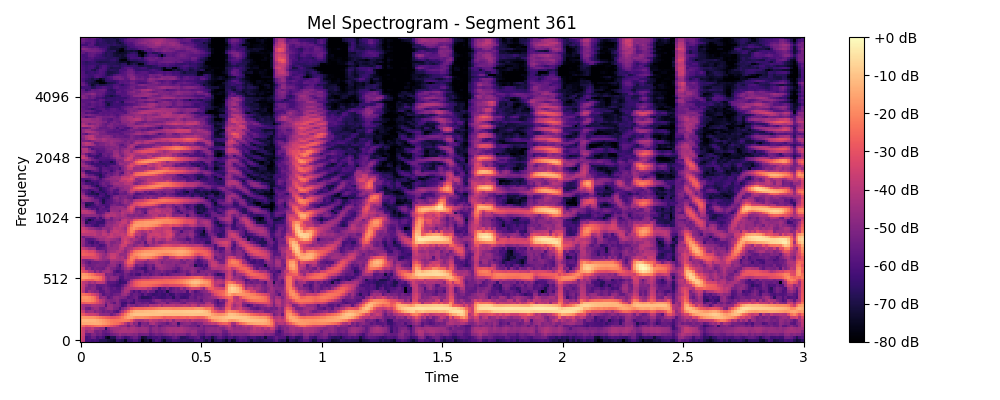 Mel Spectrogram - Segment 361
Frequency
4096
2048
1024
512
0
0
0.5
1
1.5
2
2.5
3
Time
+0 dB
-10 dB
-20 dB
-30 dB
-40 dB
-50 dB
-60 dB
-70 dB
-80 dB